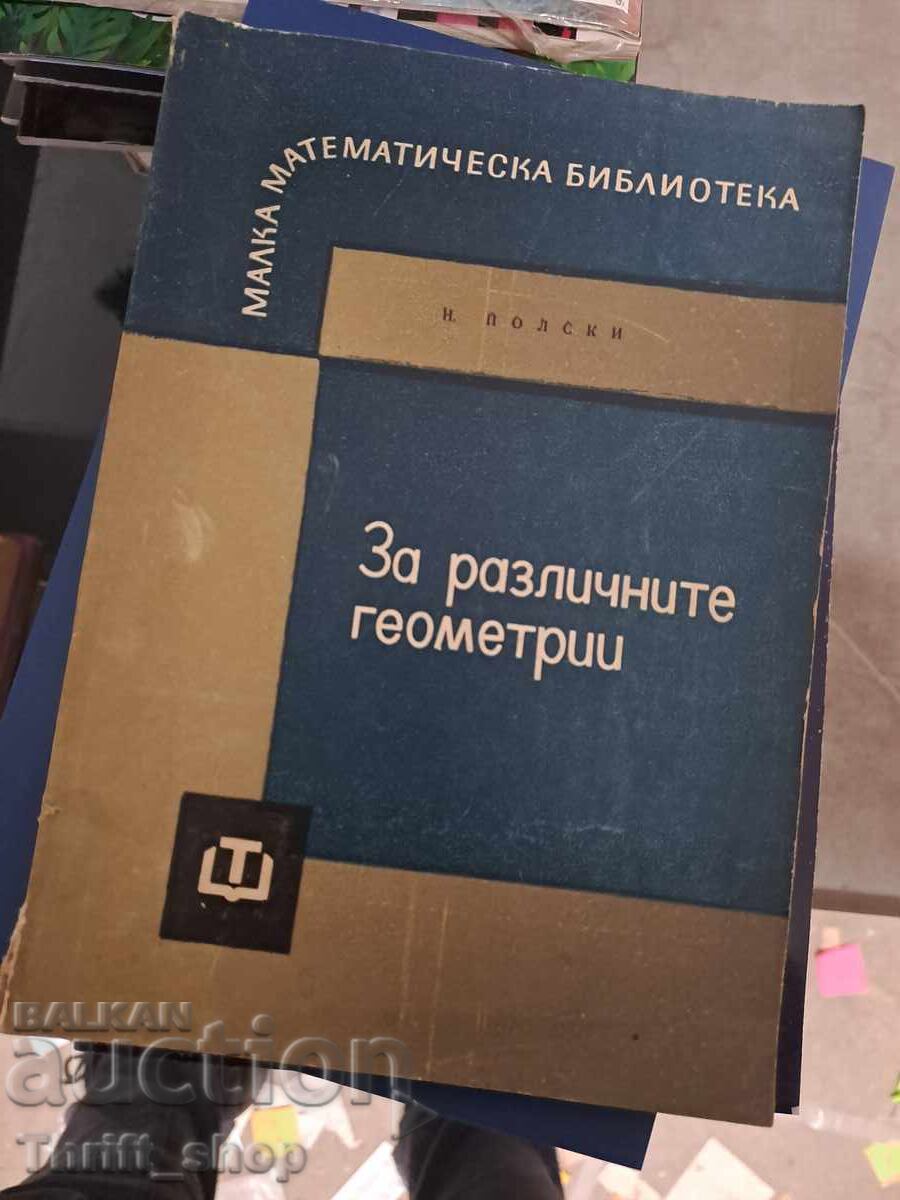 МАЛКА МАТЕМАТИЧЕСКА БИБЛИОТЕКА
Н. ПОЛСКИ
За различните
геометрии
Т
BALKAN
auction
Thrift_shop